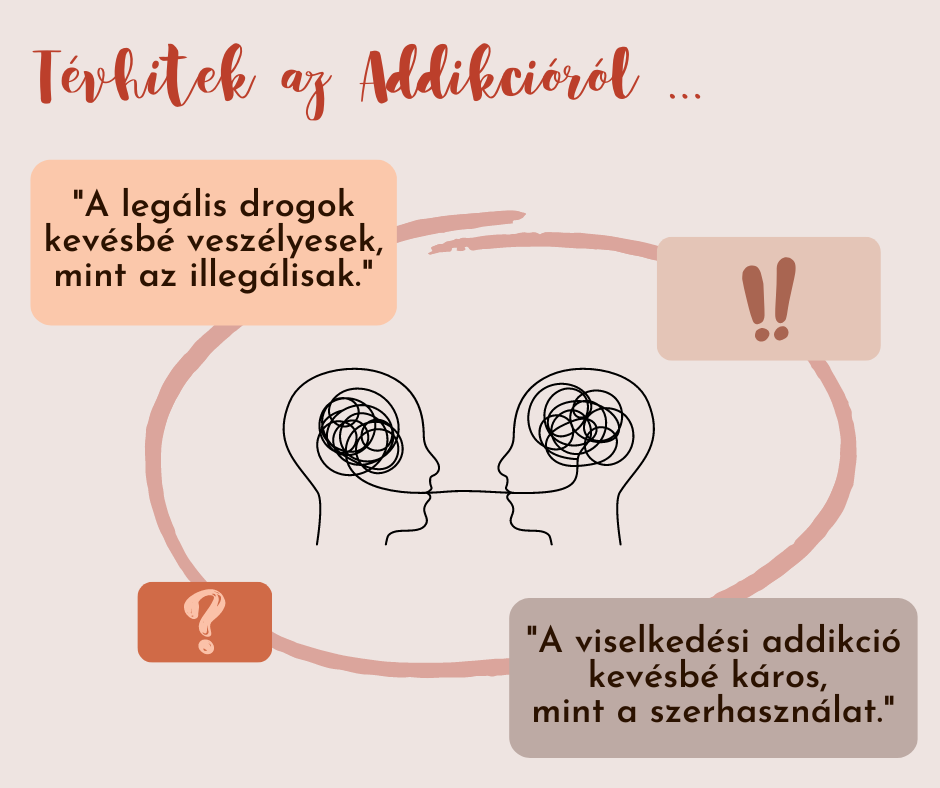 Tévhitek az Addikcióról ...
"A legális drogok
kevésbé veszélyesek,
mint az illegálisak."
!!
?
"A viselkedési addikció
kevésbé káros,
mint a szerhasználat."